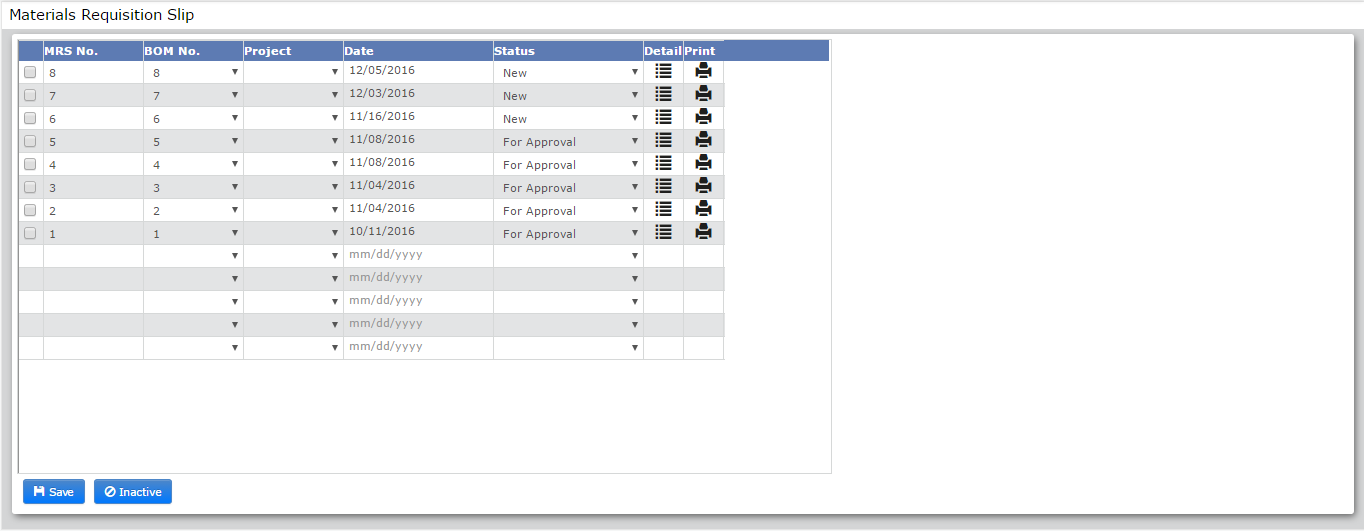 Materials Requisition Slip
MRS No. BOM No. Project Date Status Detail Print
8 8 12/05/2016 New
7 7 12/03/2016 New
6 6 11/16/2016 New
5 5 11/08/2016 For Approval
4 4 11/08/2016 For Approval
3 3 11/04/2016 For Approval
2 2 11/04/2016 For Approval
1 1 10/11/2016 For Approval
mm/dd/yyyy
mm/dd/yyyy
mm/dd/yyyy
mm/dd/yyyy
mm/dd/yyyy
Save Inactive